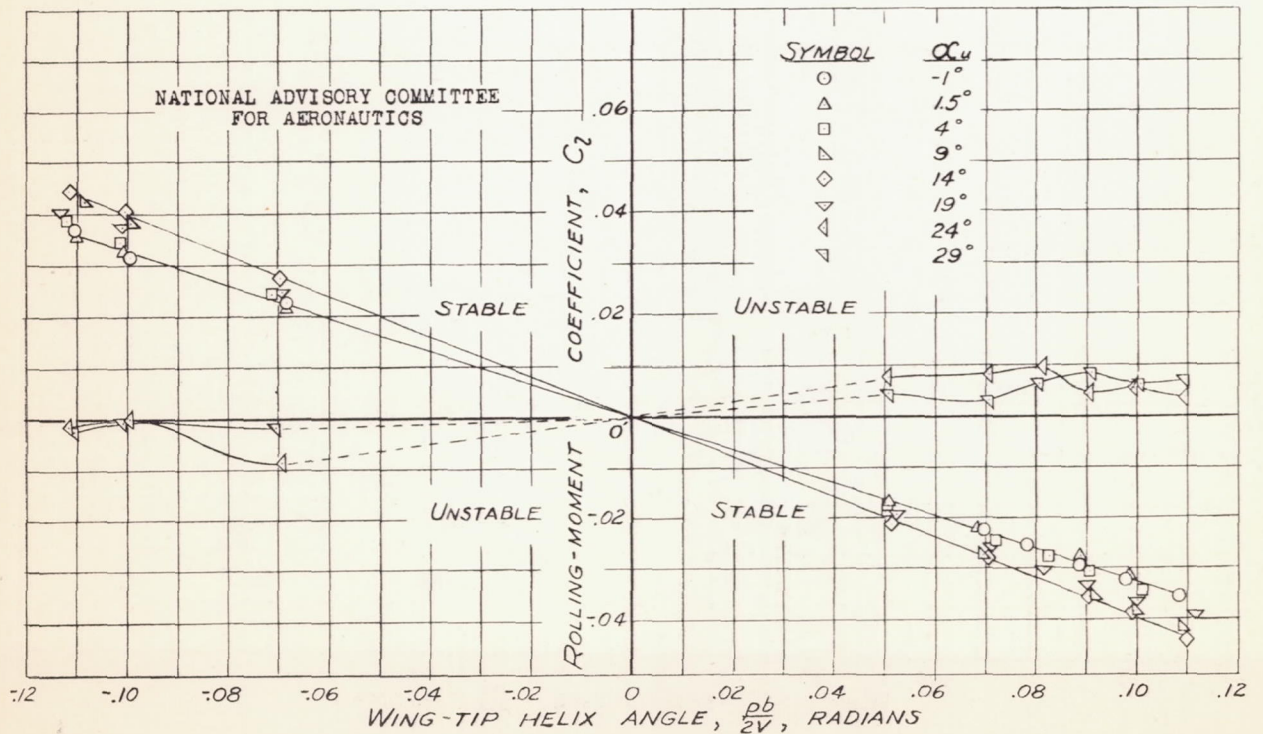 NATIONAL ADVISORY COMMITTEE
FOR AERONAUTICS
SYMBOL αu
-1°
1.5°
4°
9°
14°
19°
24°
29°
ROLLING-MOMENT COEFFICIENT, Cl
.06
.04
.02
0
-.02
-.04
STABLE
UNSTABLE
UNSTABLE
STABLE
-.12 -.10 -.08 -.06 -.04 -.02 0 .02 .04 .06 .08 .10 .12
WING-TIP HELIX ANGLE, pb/2V, RADIANS